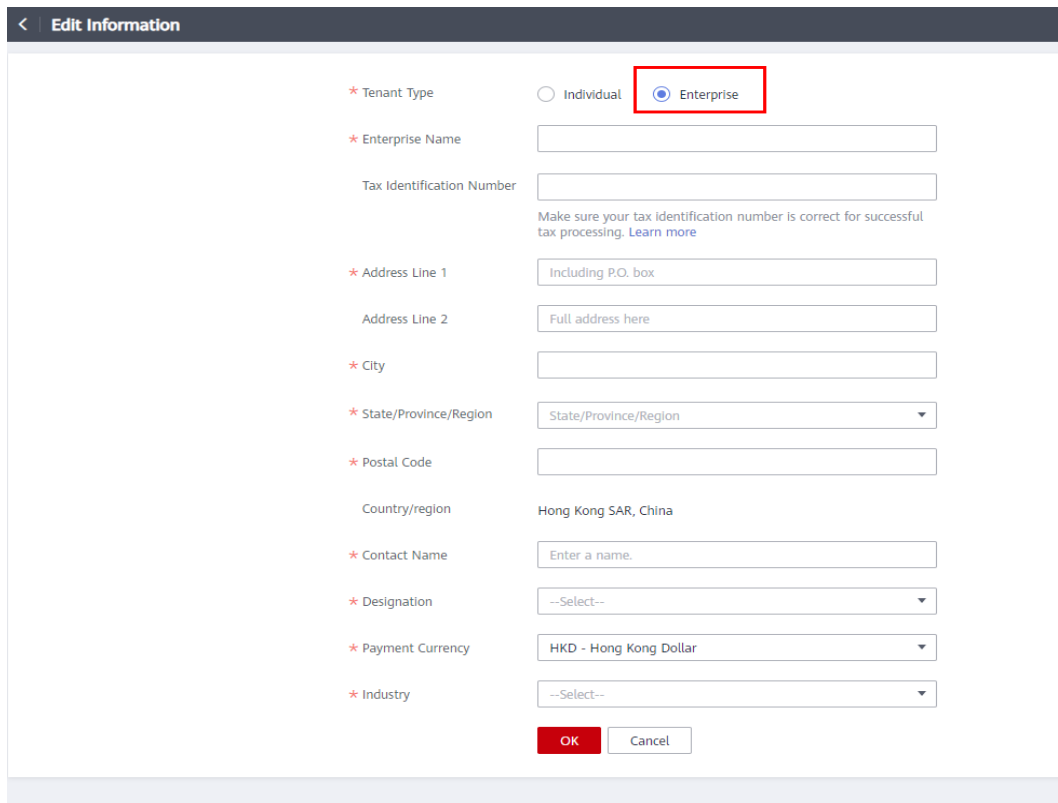 Edit Information
* Tenant Type Individual Enterprise
* Enterprise Name
Tax Identification Number
Make sure your tax identification number is correct for successful
tax processing. Learn more
* Address Line 1 Including P.O. box
Address Line 2 Full address here
* City
* State/Province/Region State/Province/Region
* Postal Code
Country/region Hong Kong SAR, China
* Contact Name Enter a name.
* Designation --Select--
* Payment Currency HKD - Hong Kong Dollar
* Industry --Select--
OK Cancel